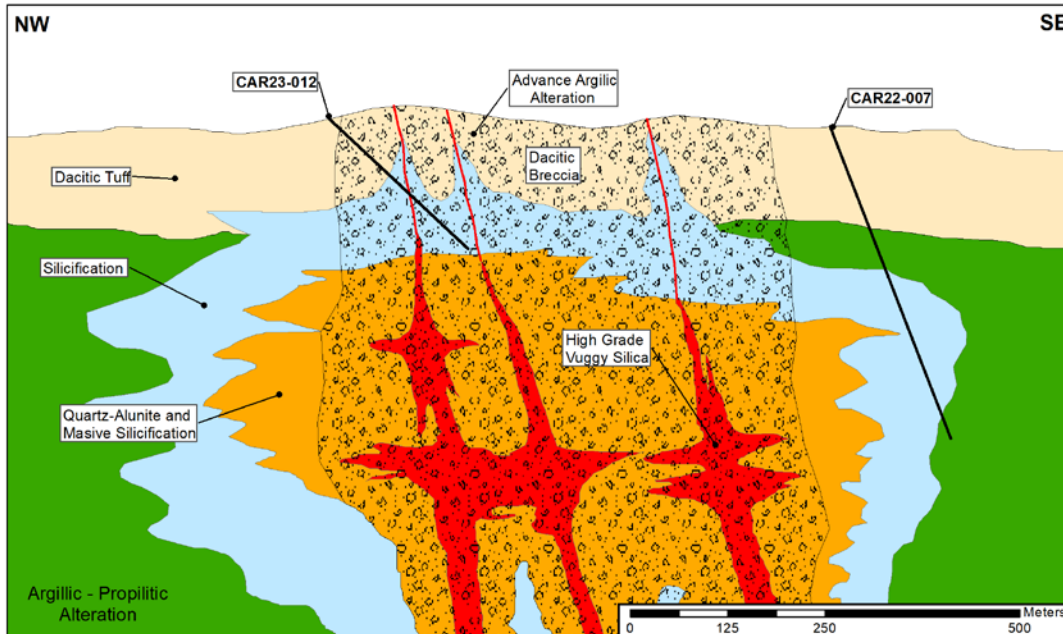 NW
SE
CAR23-012
Advance Argilic
Alteration
CAR22-007
Dacitic Tuff
Dacitic
Breccia
Silicification
High Grade
Vuggy Silica
Quartz-Alunite and
Masive Silicification
Argillic - Propilitic
Alteration
Meters
0 125 250 500